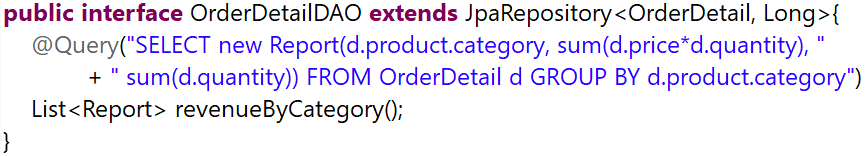 public interface OrderDetailDAO extends JpaRepository<OrderDetail, Long>{
@Query("SELECT new Report(d.product.category, sum(d.price*d.quantity), "
+ " sum(d.quantity)) FROM OrderDetail d GROUP BY d.product.category")
List<Report> revenueByCategory();
}